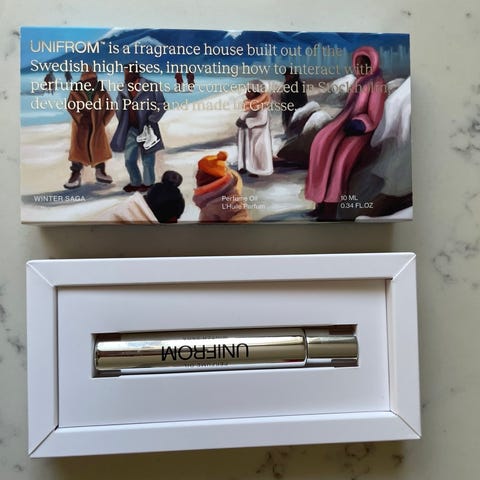 UNIFROM™ is a fragrance house built out of the
Swedish high-rises, innovating how to interact with
perfume. The scents are conceptualized in Stockholm,
developed in Paris, and made in Grasse.
WINTER SAGA
Perfume Oil
L'Huile Parfum
10 ML
0.34 FL.OZ
UNIFROM
PERFUME OIL